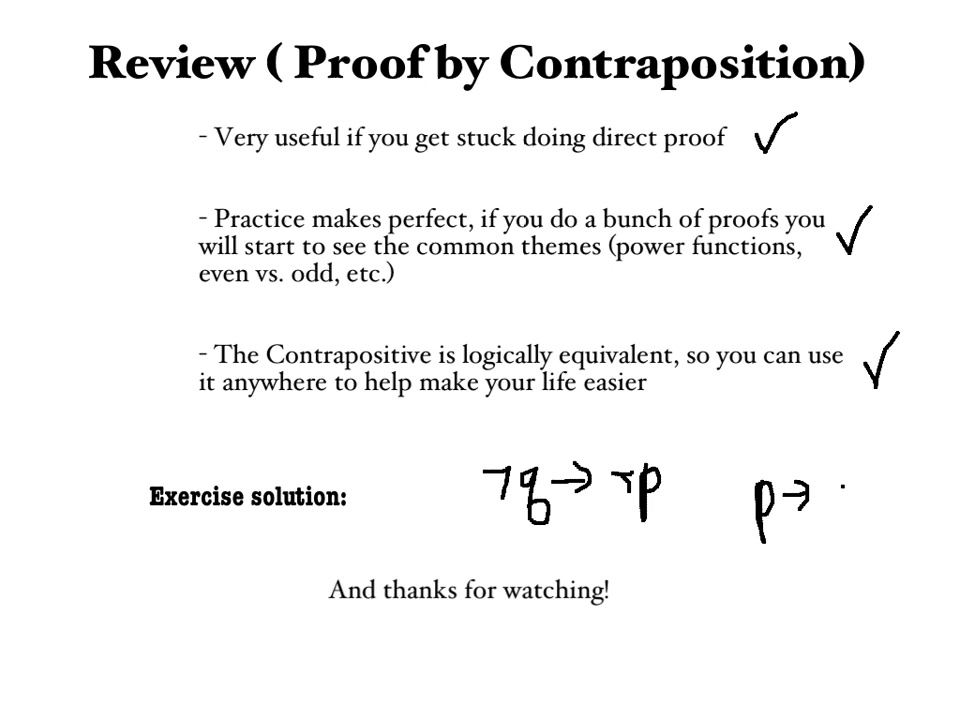 Review ( Proof by Contraposition)
- Very useful if you get stuck doing direct proof
- Practice makes perfect, if you do a bunch of proofs you
will start to see the common themes (power functions,
even vs. odd, etc.)
- The Contrapositive is logically equivalent, so you can use
it anywhere to help make your life easier
Exercise solution: ¬q → ¬p p →
And thanks for watching!